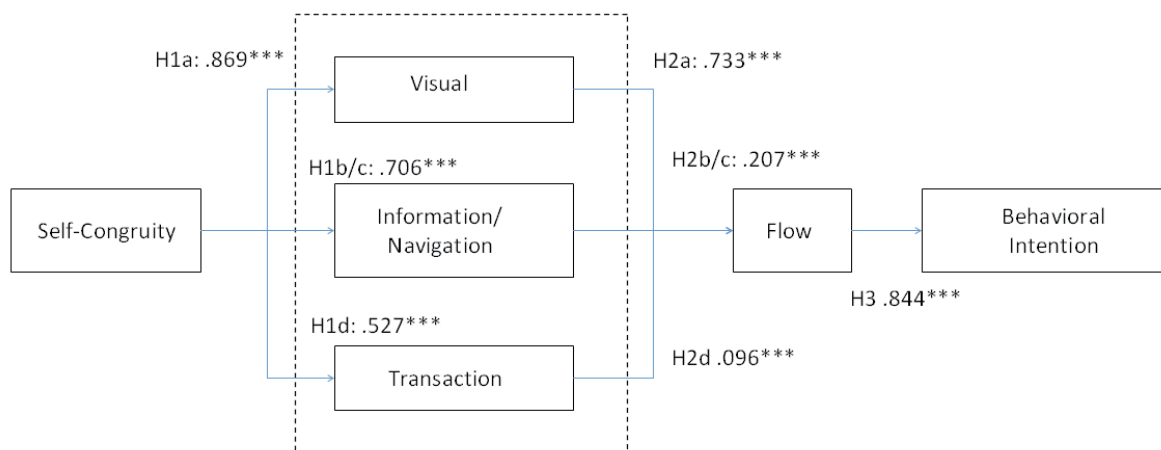 H1a: .869***
H2a: .733***
Visual
H1b/c: .706***
H2b/c: .207***
Self-Congruity
Information/
Navigation
Flow
Behavioral
Intention
H3 .844***
H1d: .527***
Transaction
H2d .096***